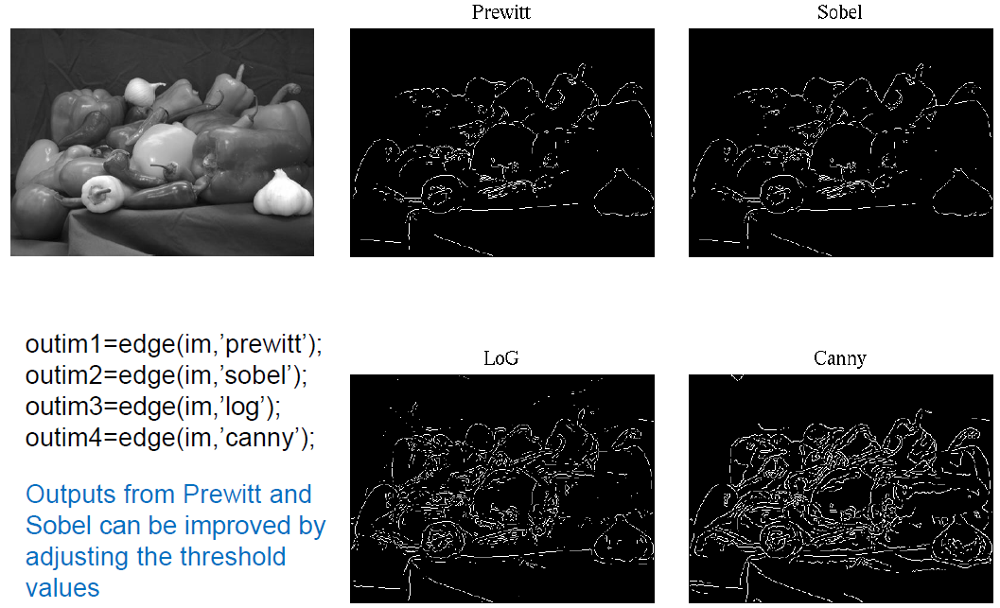 Prewitt
Sobel
outim1=edge(im,’prewitt’);
outim2=edge(im,’sobel’);
outim3=edge(im,’log’);
outim4=edge(im,’canny’);
Outputs from Prewitt and
Sobel can be improved by
adjusting the threshold
values
LoG
Canny